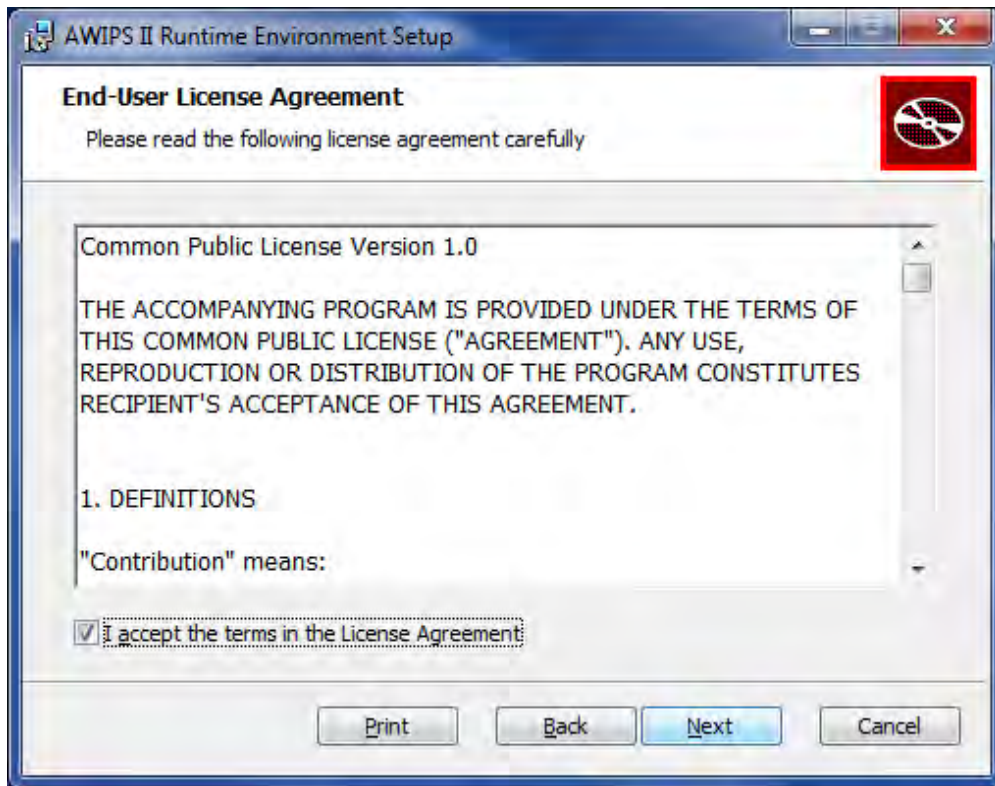 AWIPS II Runtime Environment Setup
End-User License Agreement
Please read the following license agreement carefully
Common Public License Version 1.0
THE ACCOMPANYING PROGRAM IS PROVIDED UNDER THE TERMS OF
THIS COMMON PUBLIC LICENSE ("AGREEMENT"). ANY USE,
REPRODUCTION OR DISTRIBUTION OF THE PROGRAM CONSTITUTES
RECIPIENT'S ACCEPTANCE OF THIS AGREEMENT.
1. DEFINITIONS
"Contribution" means:
I accept the terms in the License Agreement
Print Back Next Cancel